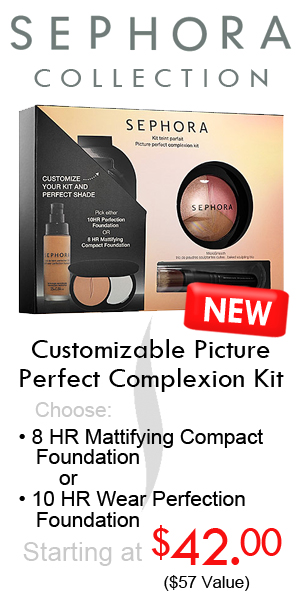 SEPHORA
COLLECTION
SEPHORA
Kit teint parfait
Picture perfect complexion kit
CUSTOMIZE
YOUR KIT AND
PERFECT SHADE
Pick either
10HR Perfection
Foundation
OR
8 HR Mattifying
Compact Foundation
SEPHORA
NEW
Customizable Picture
Perfect Complexion Kit
Choose:
• 8 HR Mattifying Compact
Foundation
or
• 10 HR Wear Perfection
Foundation
Starting at $42.00
($57 Value)